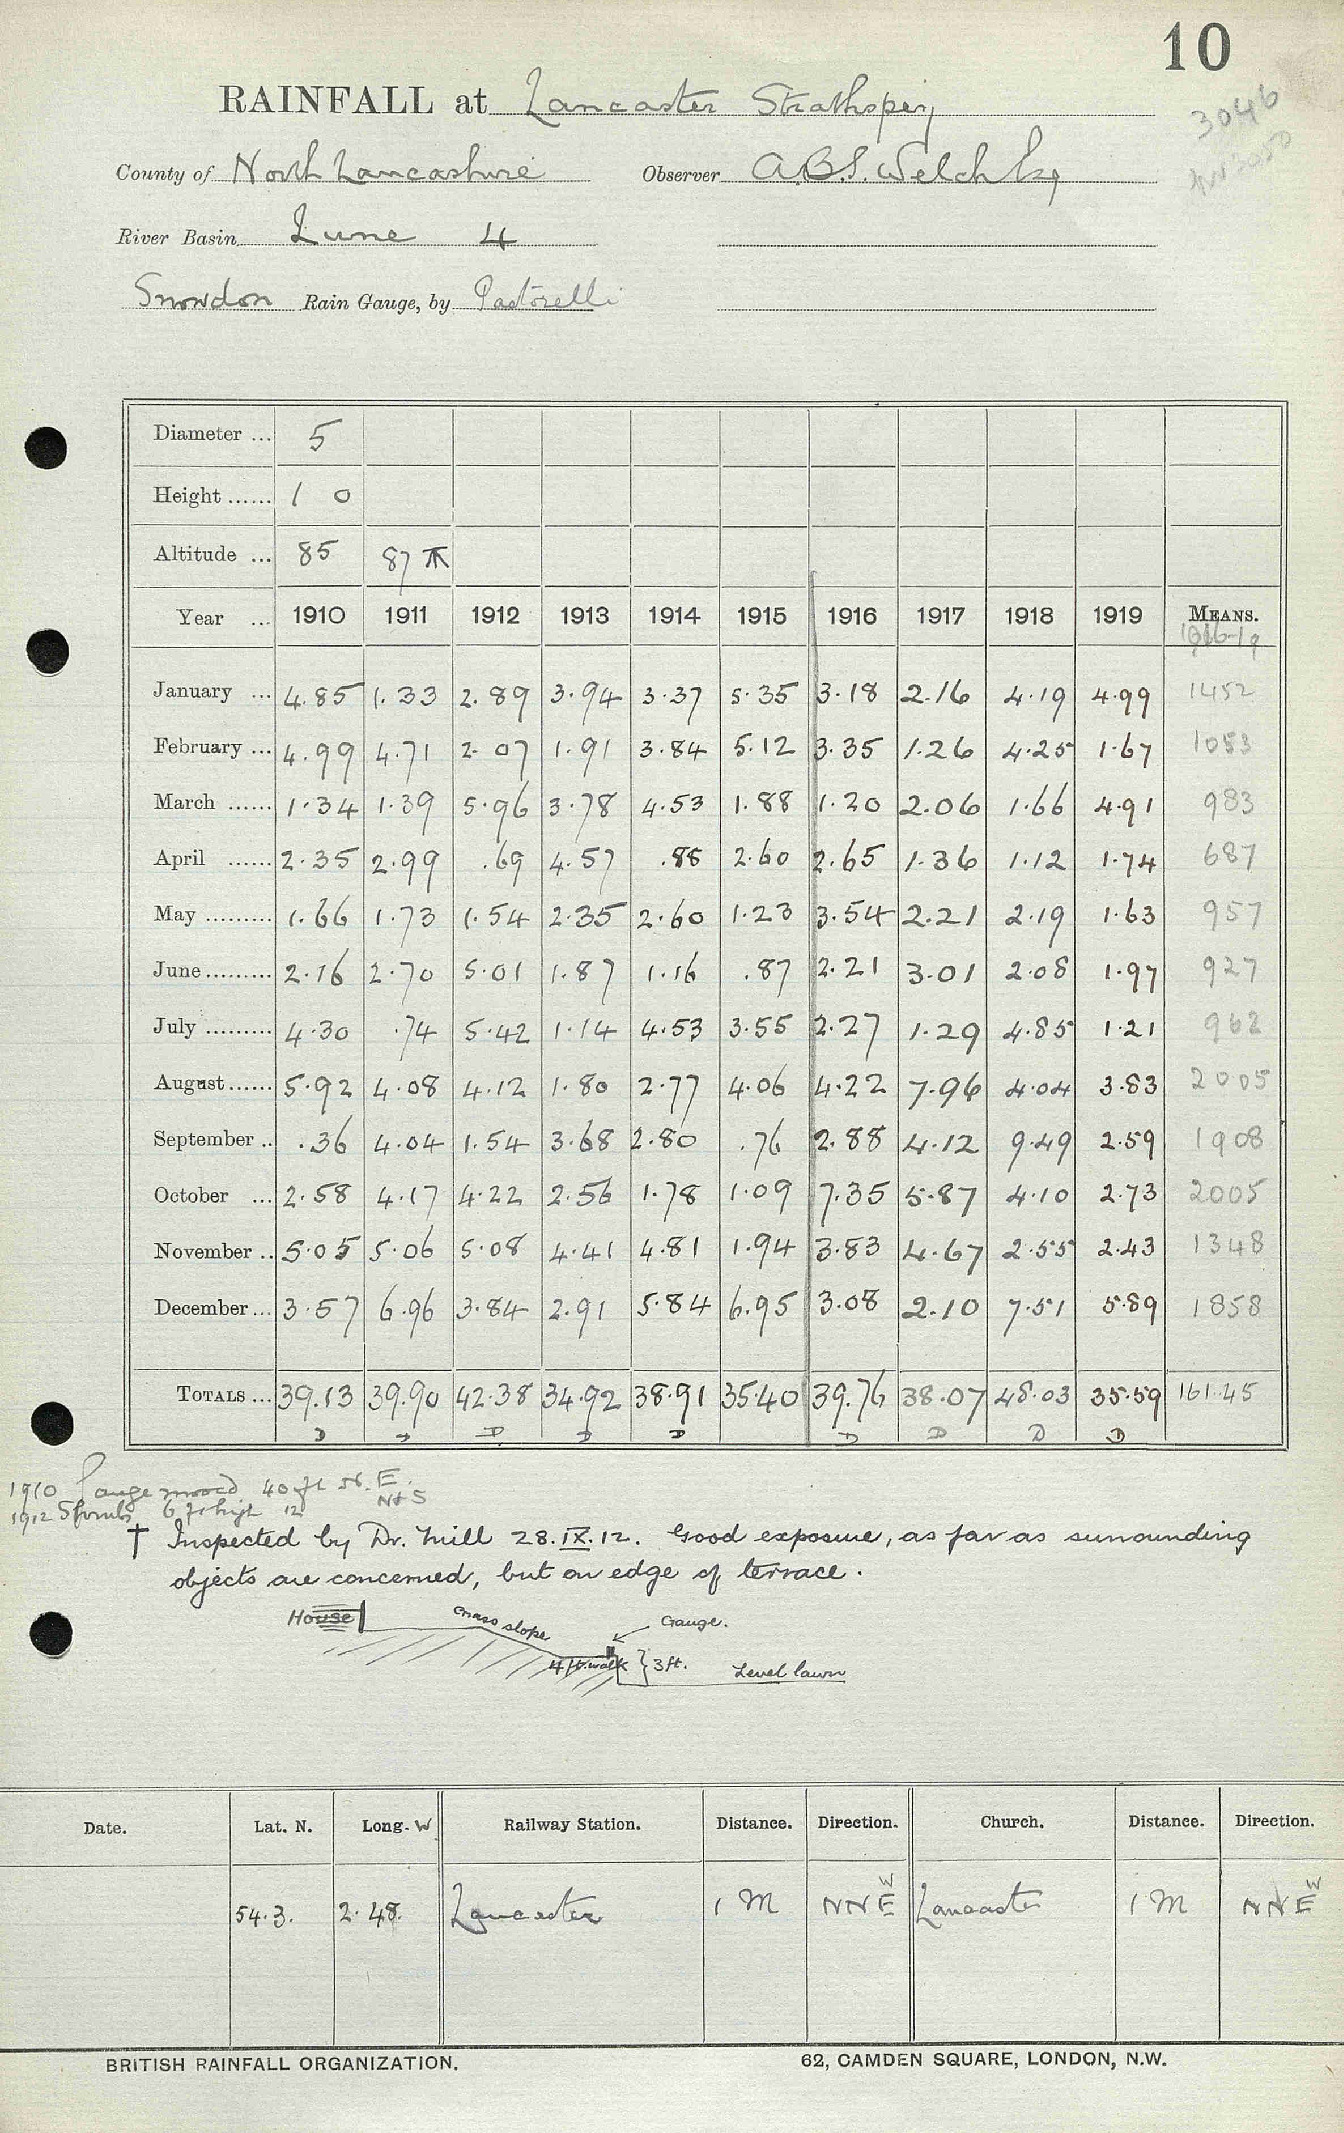 10
RAINFALL at Lancaster Strathspey
3046
County of North Lancashire Observer A.B.S. Welch Esq
River Basin Lune 4
Snowdon Rain Gauge, by Pastorelli
Diameter ... 5
Height ...... 1 0
Altitude ... 85 87
Year ... 1910 1911 1912 1913 1914 1915 1916 1917 1918 1919 MEANS.
1916-19
January ... 4.85 1.33 2.89 3.94 3.37 5.35 3.18 2.16 4.19 4.99 1452
February ... 4.99 4.71 2.07 1.91 3.84 5.12 3.35 1.26 4.25 1.67 1053
March ...... 1.34 1.39 5.96 3.78 4.53 1.88 1.20 2.06 1.66 4.91 983
April ...... 2.35 2.99 .69 4.57 .85 2.60 2.65 1.36 1.12 1.74 687
May ......... 1.66 1.73 1.54 2.35 2.60 1.23 3.54 2.21 2.19 1.63 957
June ......... 2.16 2.70 5.01 1.87 1.16 .87 2.21 3.01 2.08 1.97 927
July ......... 4.30 .74 5.42 1.14 4.53 3.55 2.27 1.29 4.85 1.21 962
August ...... 5.92 4.08 4.12 1.80 2.77 4.06 4.22 7.96 4.04 3.83 2005
September .. .36 4.04 1.54 3.68 2.80 .76 2.88 4.12 9.49 2.59 1908
October ... 2.58 4.17 4.22 2.56 1.78 1.09 7.35 5.87 4.10 2.73 2005
November .. 5.05 5.06 5.08 4.41 4.81 1.94 3.83 4.67 2.55 2.43 1348
December ... 3.57 6.96 3.84 2.91 5.84 6.95 3.08 2.10 7.51 5.89 1858
TOTALS ... 39.13 39.90 42.38 34.92 38.91 35.40 39.76 38.07 48.03 35.59 161.45
D D D D D D D D D
1910 Gauge moved 40 ft N.E.
1912 6 ft high 12 N+S
† Inspected by Dr. Mill 28.IX.12. Good exposure, as far as surrounding
objects are concerned, but on edge of terrace.
House Grass slope Gauge.
4 ft. walk 3 ft. Level lawn
Date. Lat. N. Long. W Railway Station. Distance. Direction. Church. Distance. Direction.
54.3. 2.48. Lancaster 1 M NNE W Lancaster 1 M NNE W
BRITISH RAINFALL ORGANIZATION. 62, CAMDEN SQUARE, LONDON, N.W.